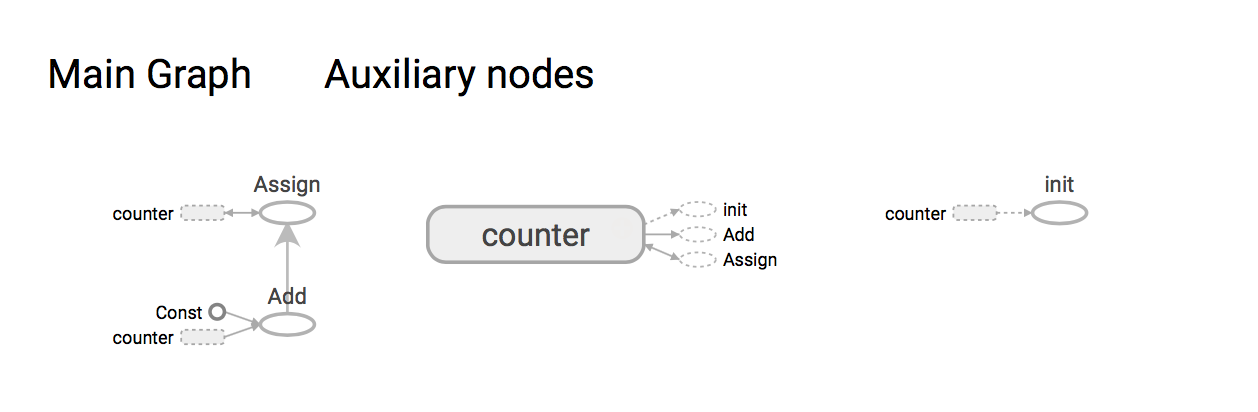 Main Graph
Auxiliary nodes
Assign
counter
Add
Const
counter
counter
init
Add
Assign
init
counter